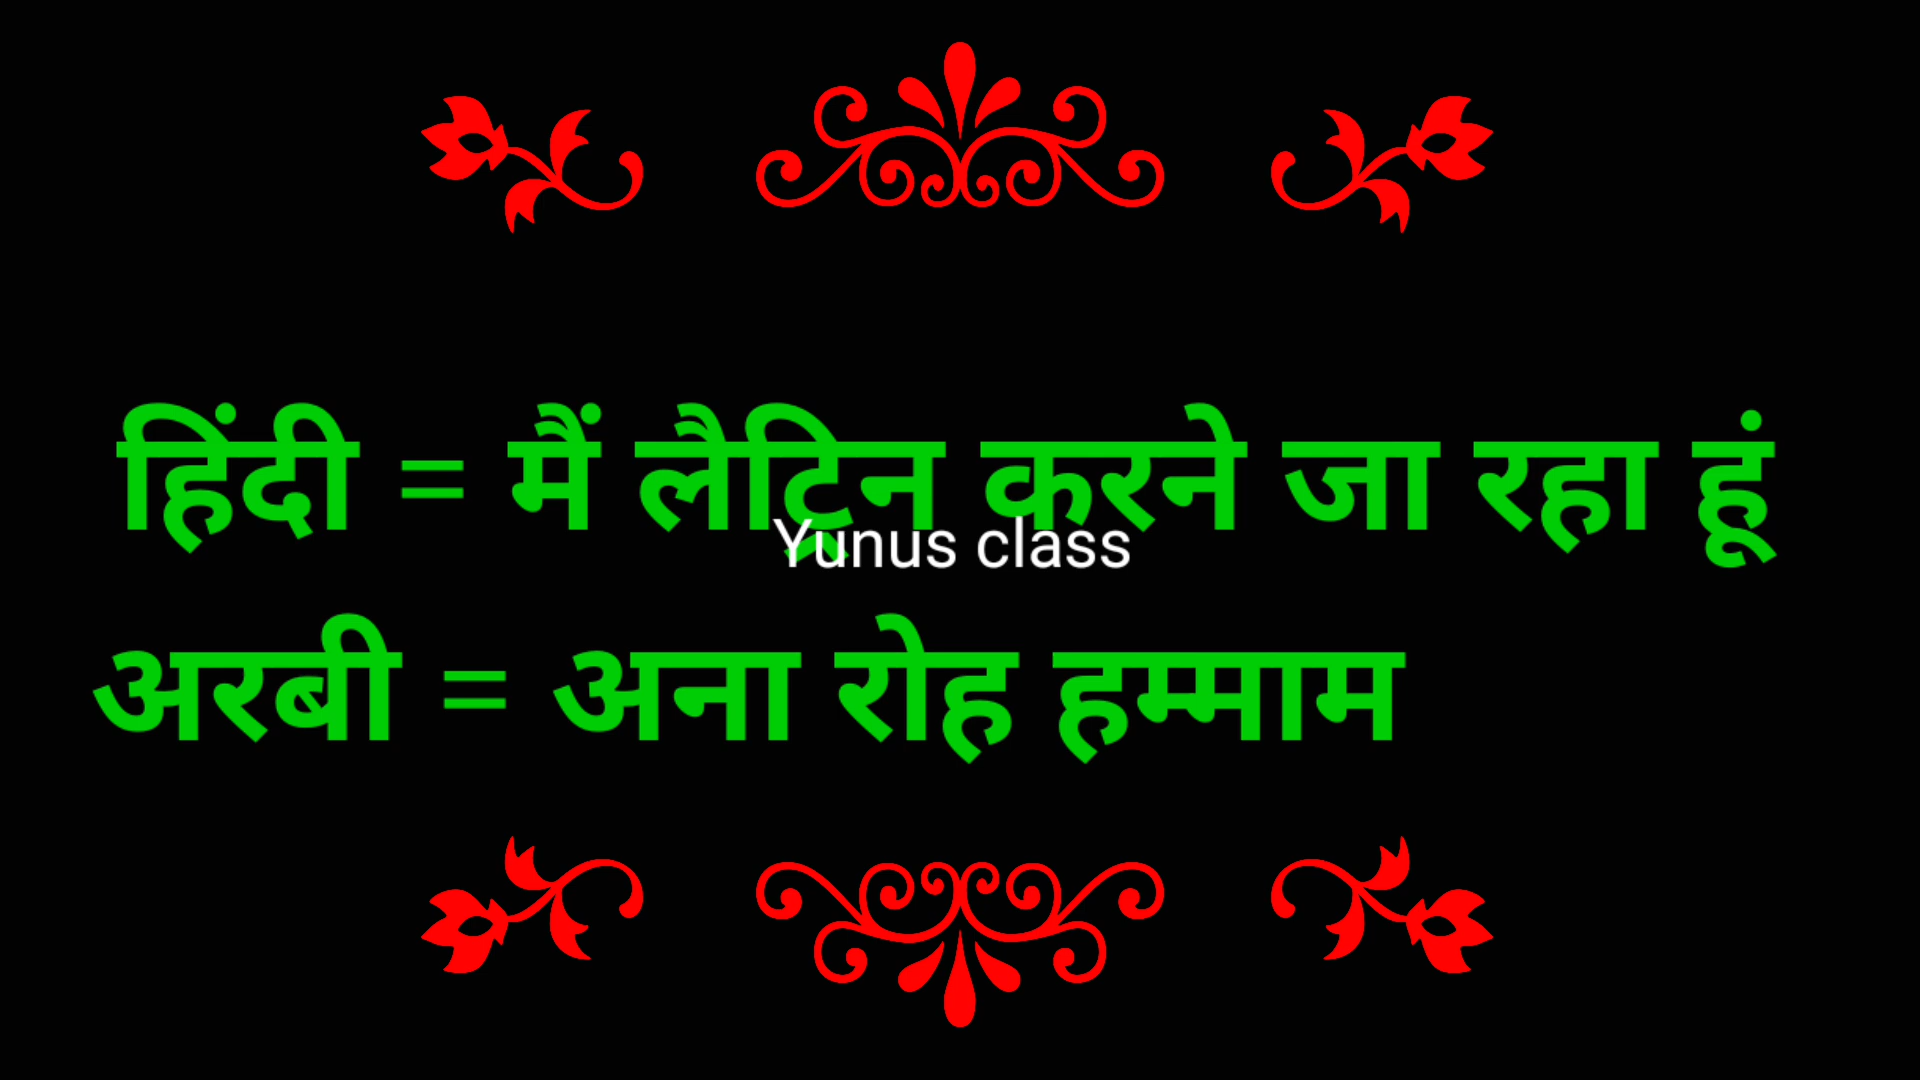 हिंदी = मैं लैट्रिन करने जा रहा हूं
Yunus class
अरबी = अना रोह हम्माम